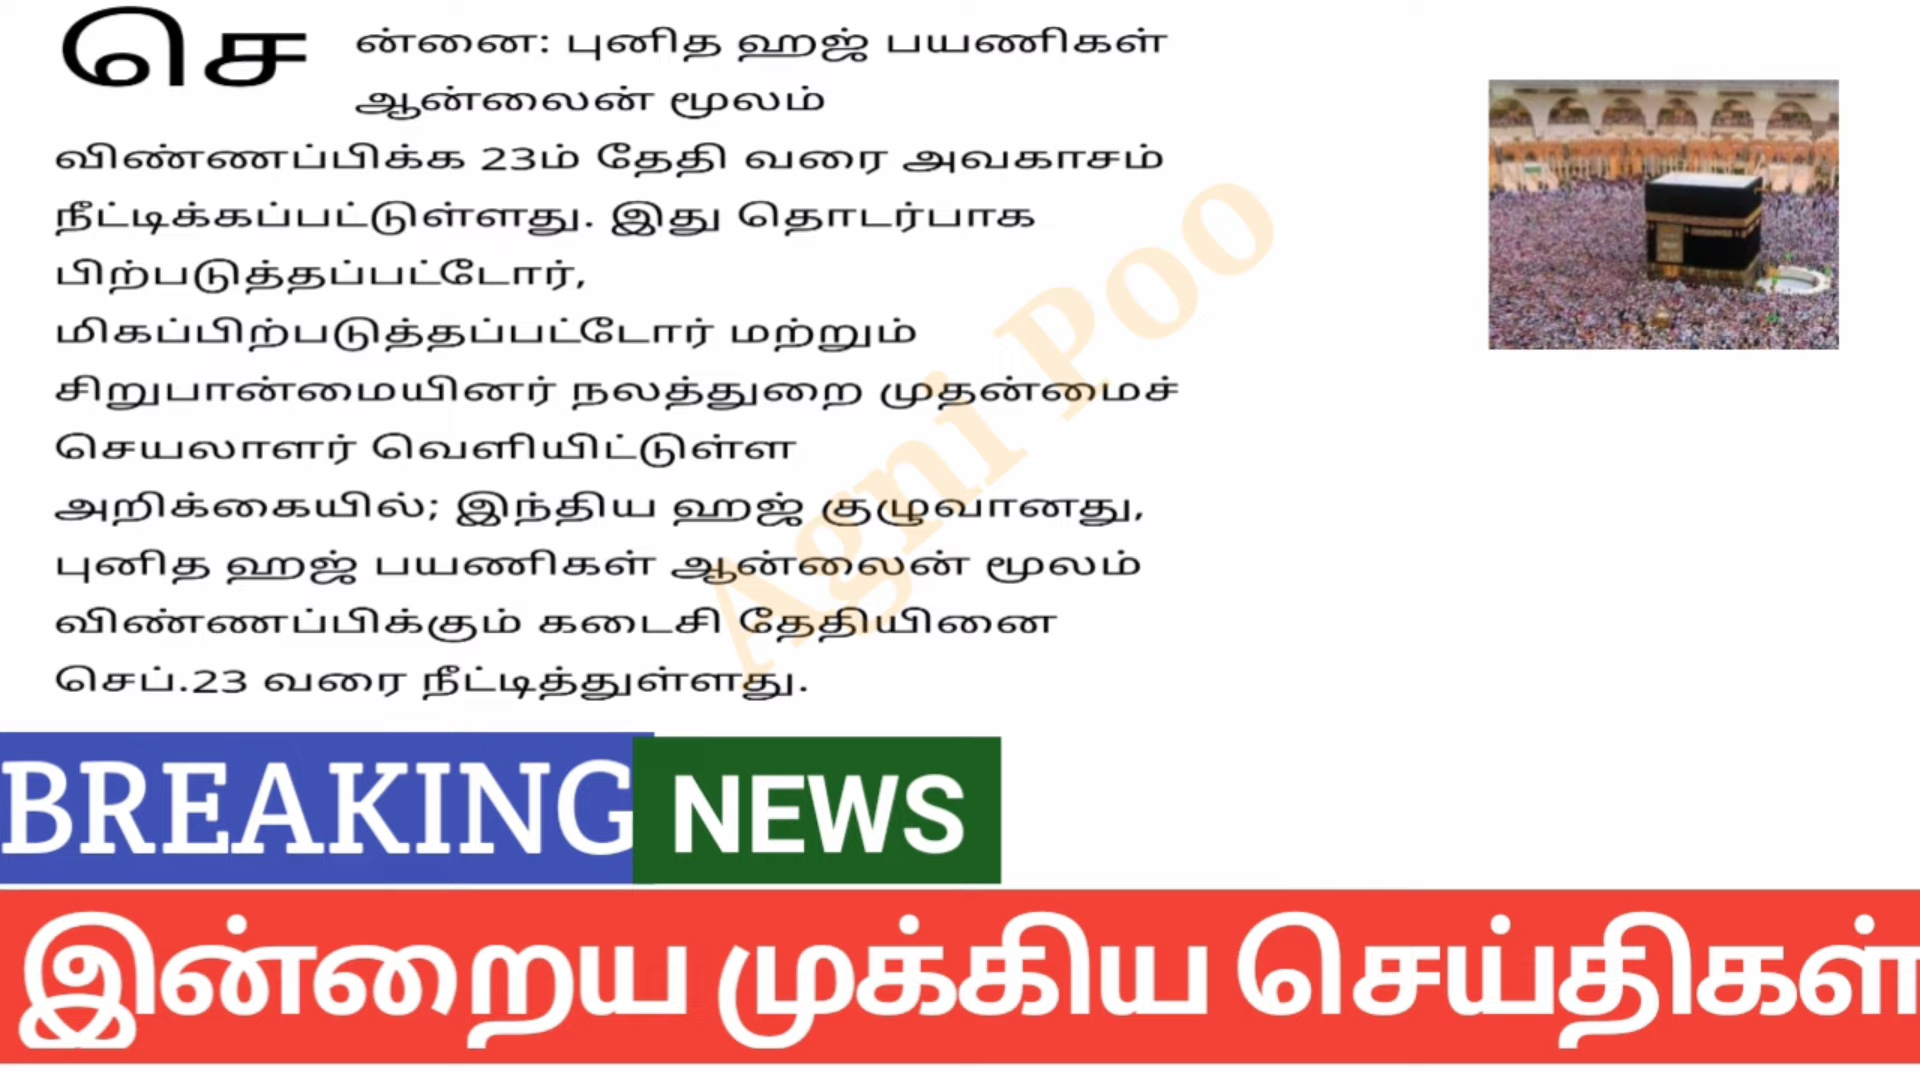 சென்னை: புனித ஹஜ் பயணிகள்
ஆன்லைன் மூலம்
விண்ணப்பிக்க 23ம் தேதி வரை அவகாசம்
நீட்டிக்கப்பட்டுள்ளது. இது தொடர்பாக
பிற்படுத்தப்பட்டோர்,
மிகப்பிற்படுத்தப்பட்டோர் மற்றும்
சிறுபான்மையினர் நலத்துறை முதன்மைச்
செயலாளர் வெளியிட்டுள்ள
அறிக்கையில்; இந்திய ஹஜ் குழுவானது,
புனித ஹஜ் பயணிகள் ஆன்லைன் மூலம்
விண்ணப்பிக்கும் கடைசி தேதியினை
செப்.23 வரை நீட்டித்துள்ளது.
Agni Poo
BREAKING NEWS
இன்றைய முக்கிய செய்திகள்